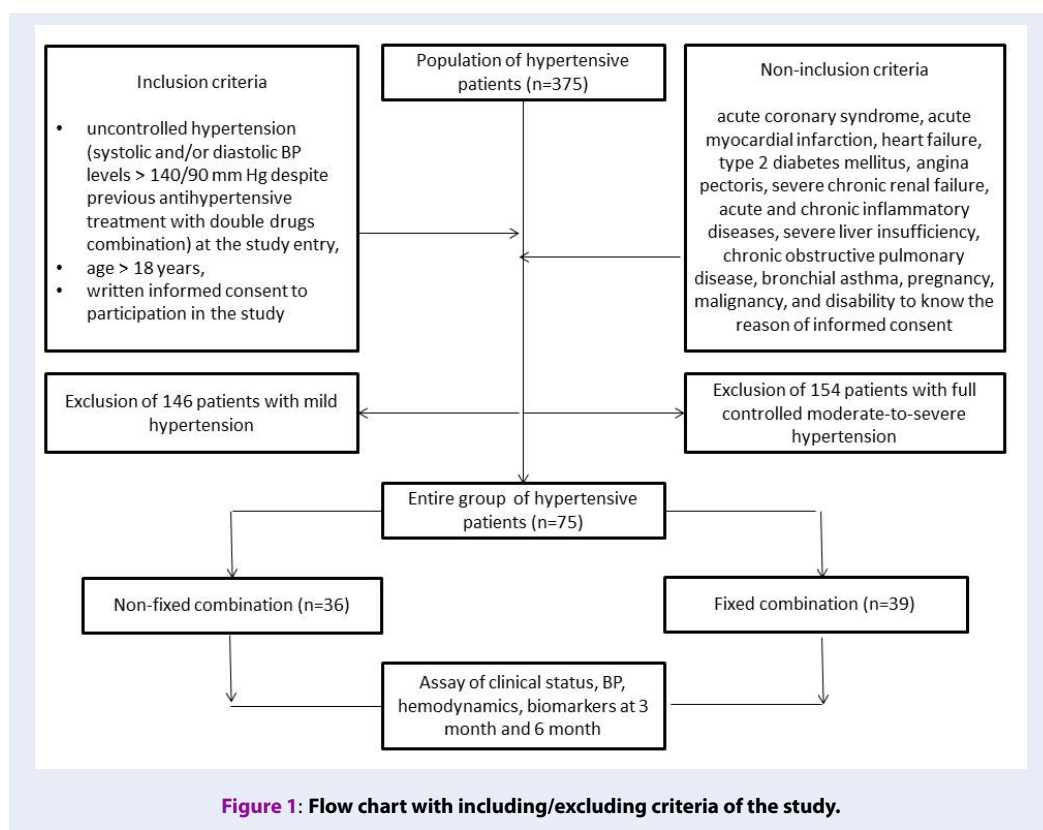 Population of hypertensive
patients (n=375)
Inclusion criteria
• uncontrolled hypertension
(systolic and/or diastolic BP
levels > 140/90 mm Hg despite
previous antihypertensive
treatment with double drugs
combination) at the study entry,
• age > 18 years,
• written informed consent to
participation in the study
Non-inclusion criteria
acute coronary syndrome, acute
myocardial infarction, heart failure,
type 2 diabetes mellitus, angina
pectoris, severe chronic renal failure,
acute and chronic inflammatory
diseases, severe liver insufficiency,
chronic obstructive pulmonary
disease, bronchial asthma, pregnancy,
malignancy, and disability to know the
reason of informed consent
Exclusion of 146 patients with mild
hypertension
Exclusion of 154 patients with full
controlled moderate-to-severe
hypertension
Entire group of hypertensive
patients (n=75)
Non-fixed combination (n=36)
Fixed combination (n=39)
Assay of clinical status, BP,
hemodynamics, biomarkers at 3
month and 6 month
Figure 1: Flow chart with including/excluding criteria of the study.